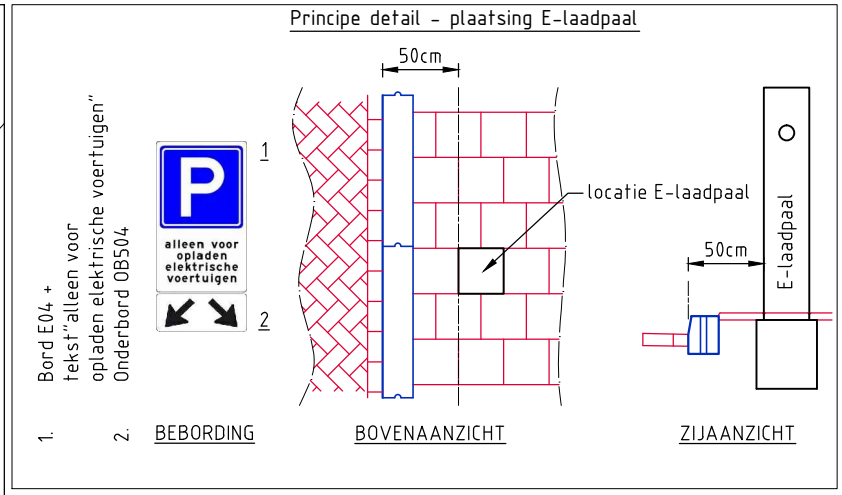 Principe detail - plaatsing E-laadpaal
1. Bord E04 +
tekst"alleen voor
opladen elektrische voertuigen"
2. Onderbord OB504
P
alleen voor
opladen
elektrische
voertuigen
1
2
BEBORDING
50cm
locatie E-laadpaal
BOVENAANZICHT
50cm
E-laadpaal
ZIJAANZICHT